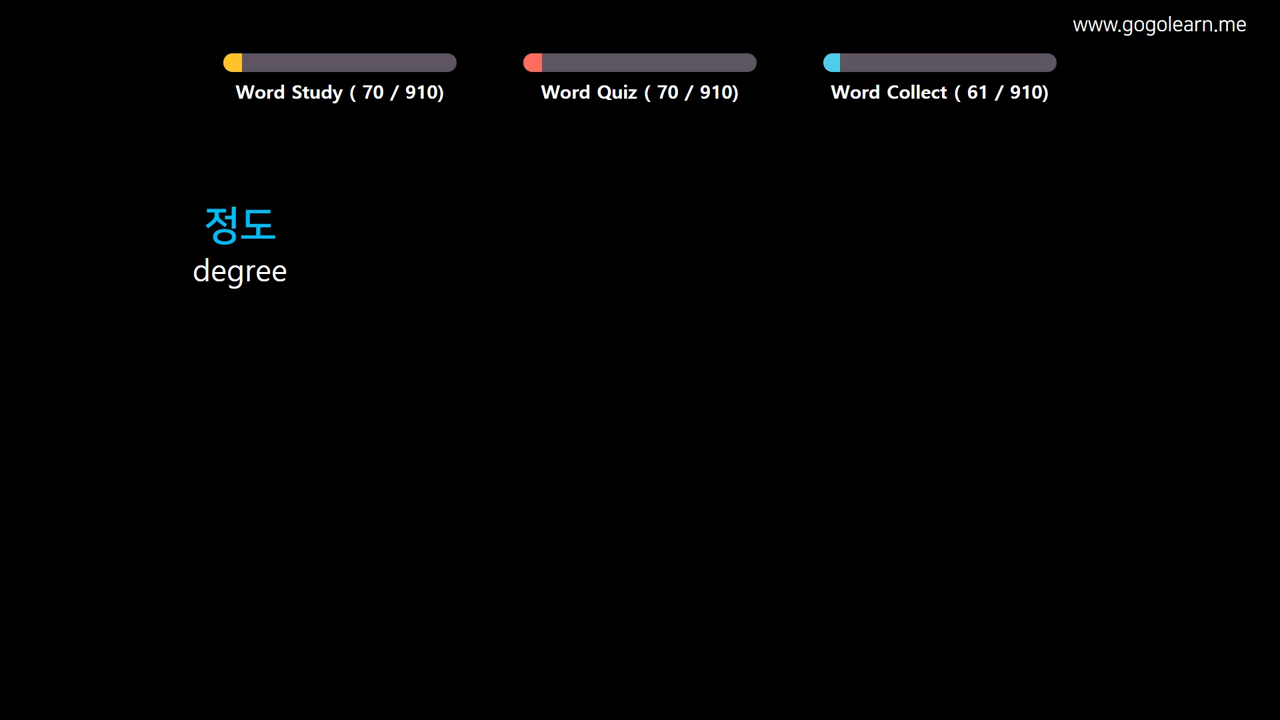 www.gogolearn.me
Word Study ( 70 / 910)
Word Quiz ( 70 / 910)
Word Collect ( 61 / 910)
정도
degree